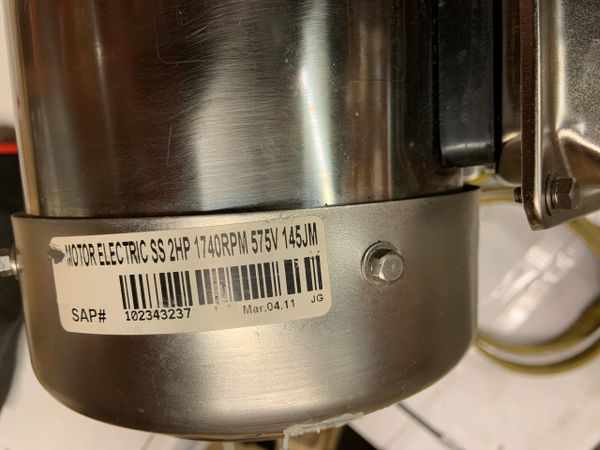 MOTOR ELECTRIC SS 2HP 1740RPM 575V 145JM
SAP# 102343237
Mar.04.11 JG